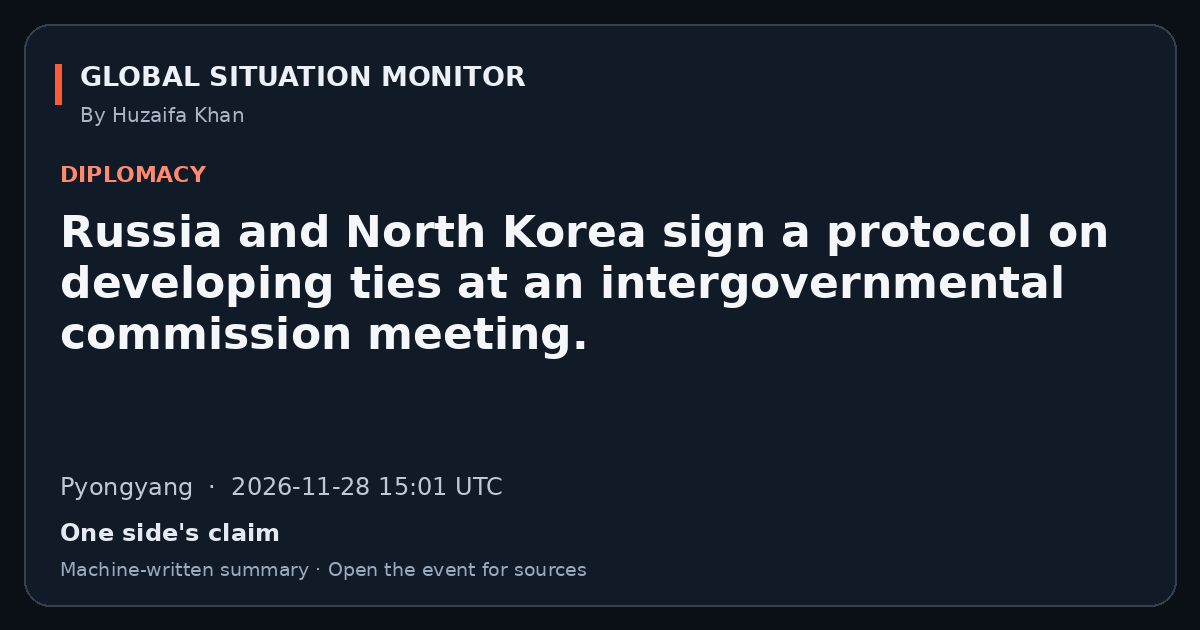 GLOBAL SITUATION MONITOR
By Huzaifa Khan
DIPLOMACY
Russia and North Korea sign a protocol on
developing ties at an intergovernmental
commission meeting.
Pyongyang · 2026-11-28 15:01 UTC
One side's claim
Machine-written summary · Open the event for sources